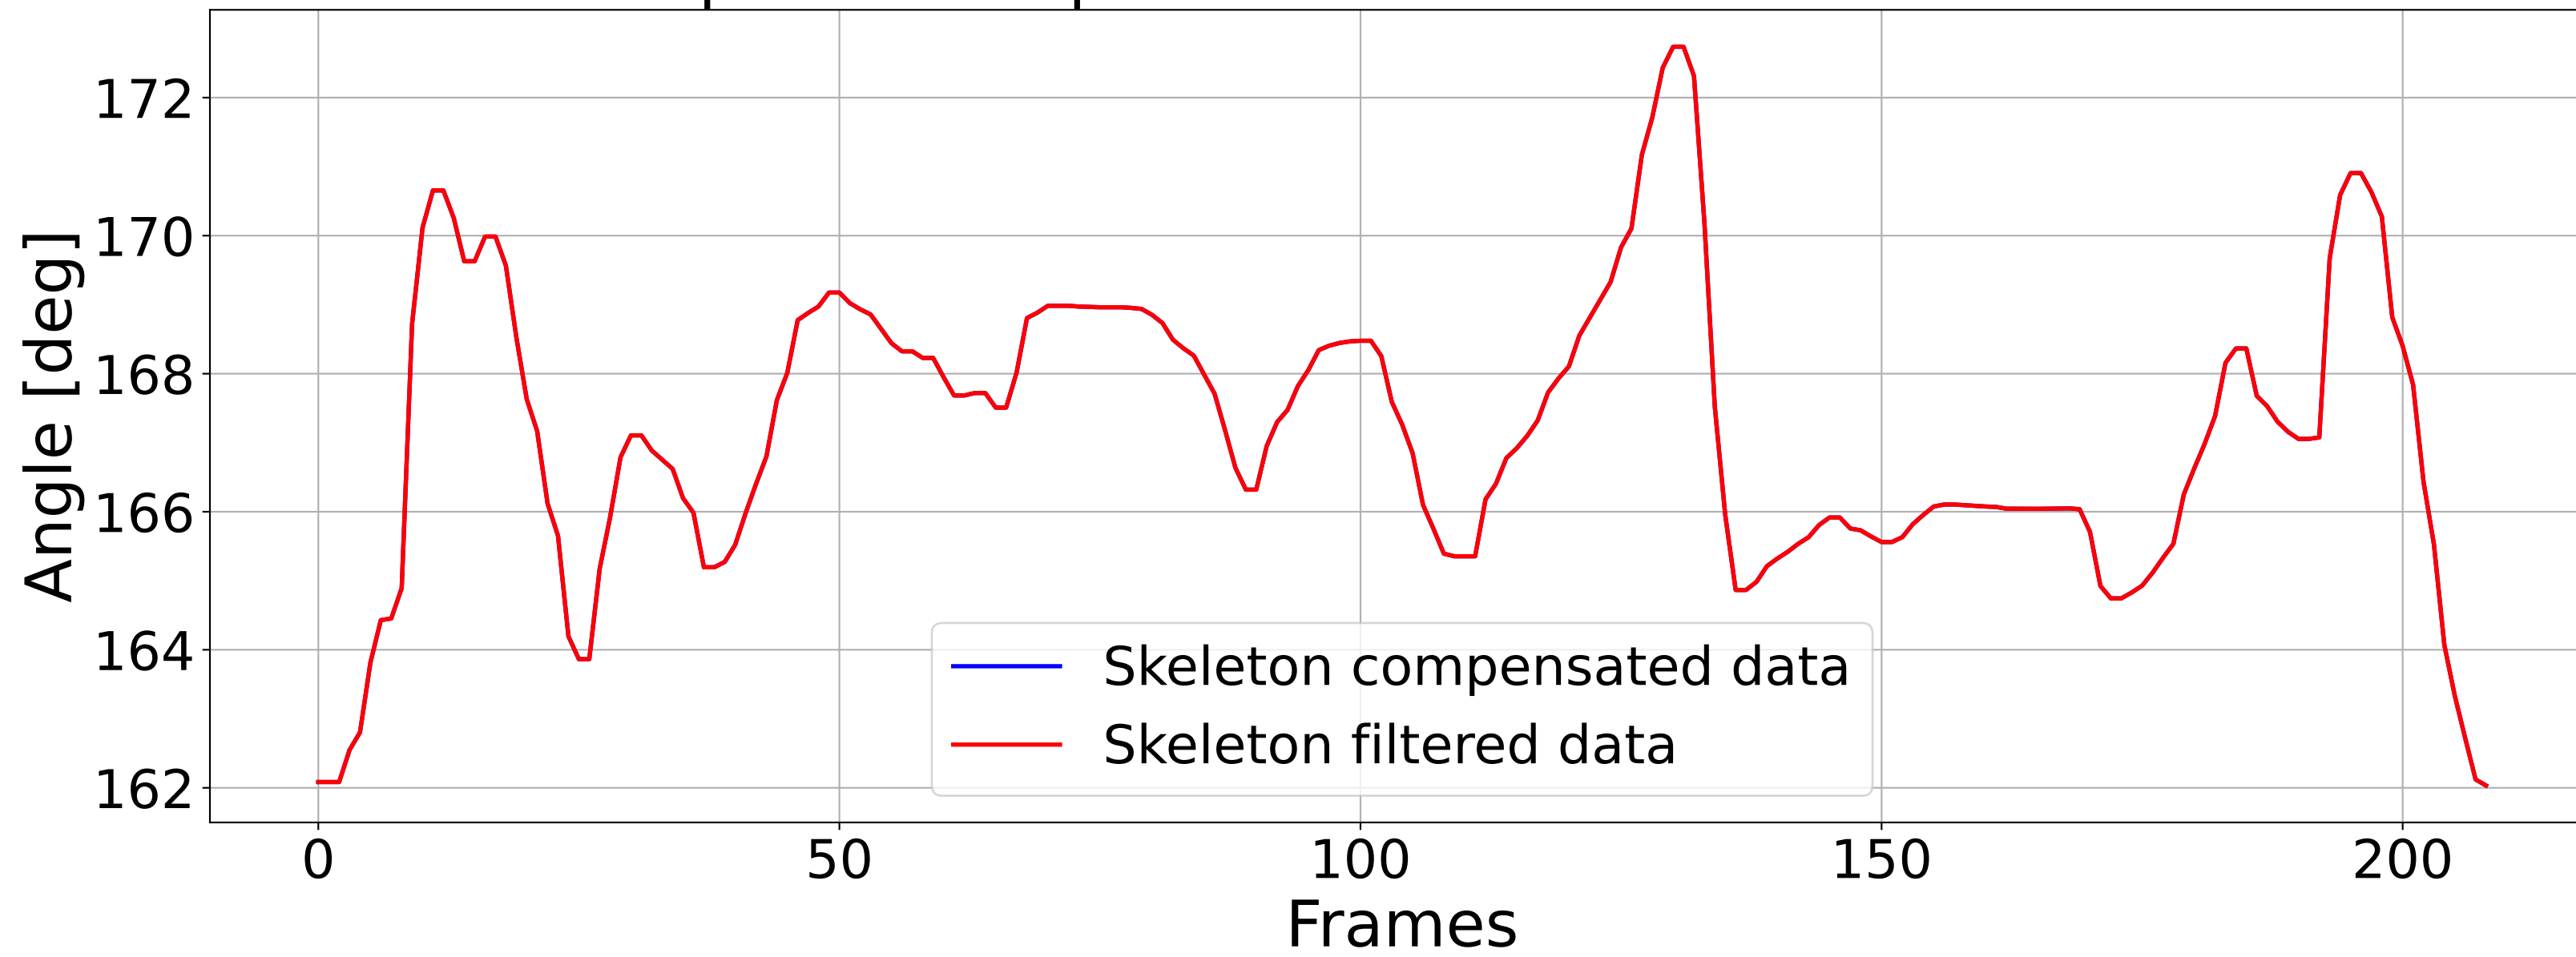 172
170
168
166
164
162
Angle [deg]
Skeleton compensated data
Skeleton filtered data
0 50 100 150 200
Frames